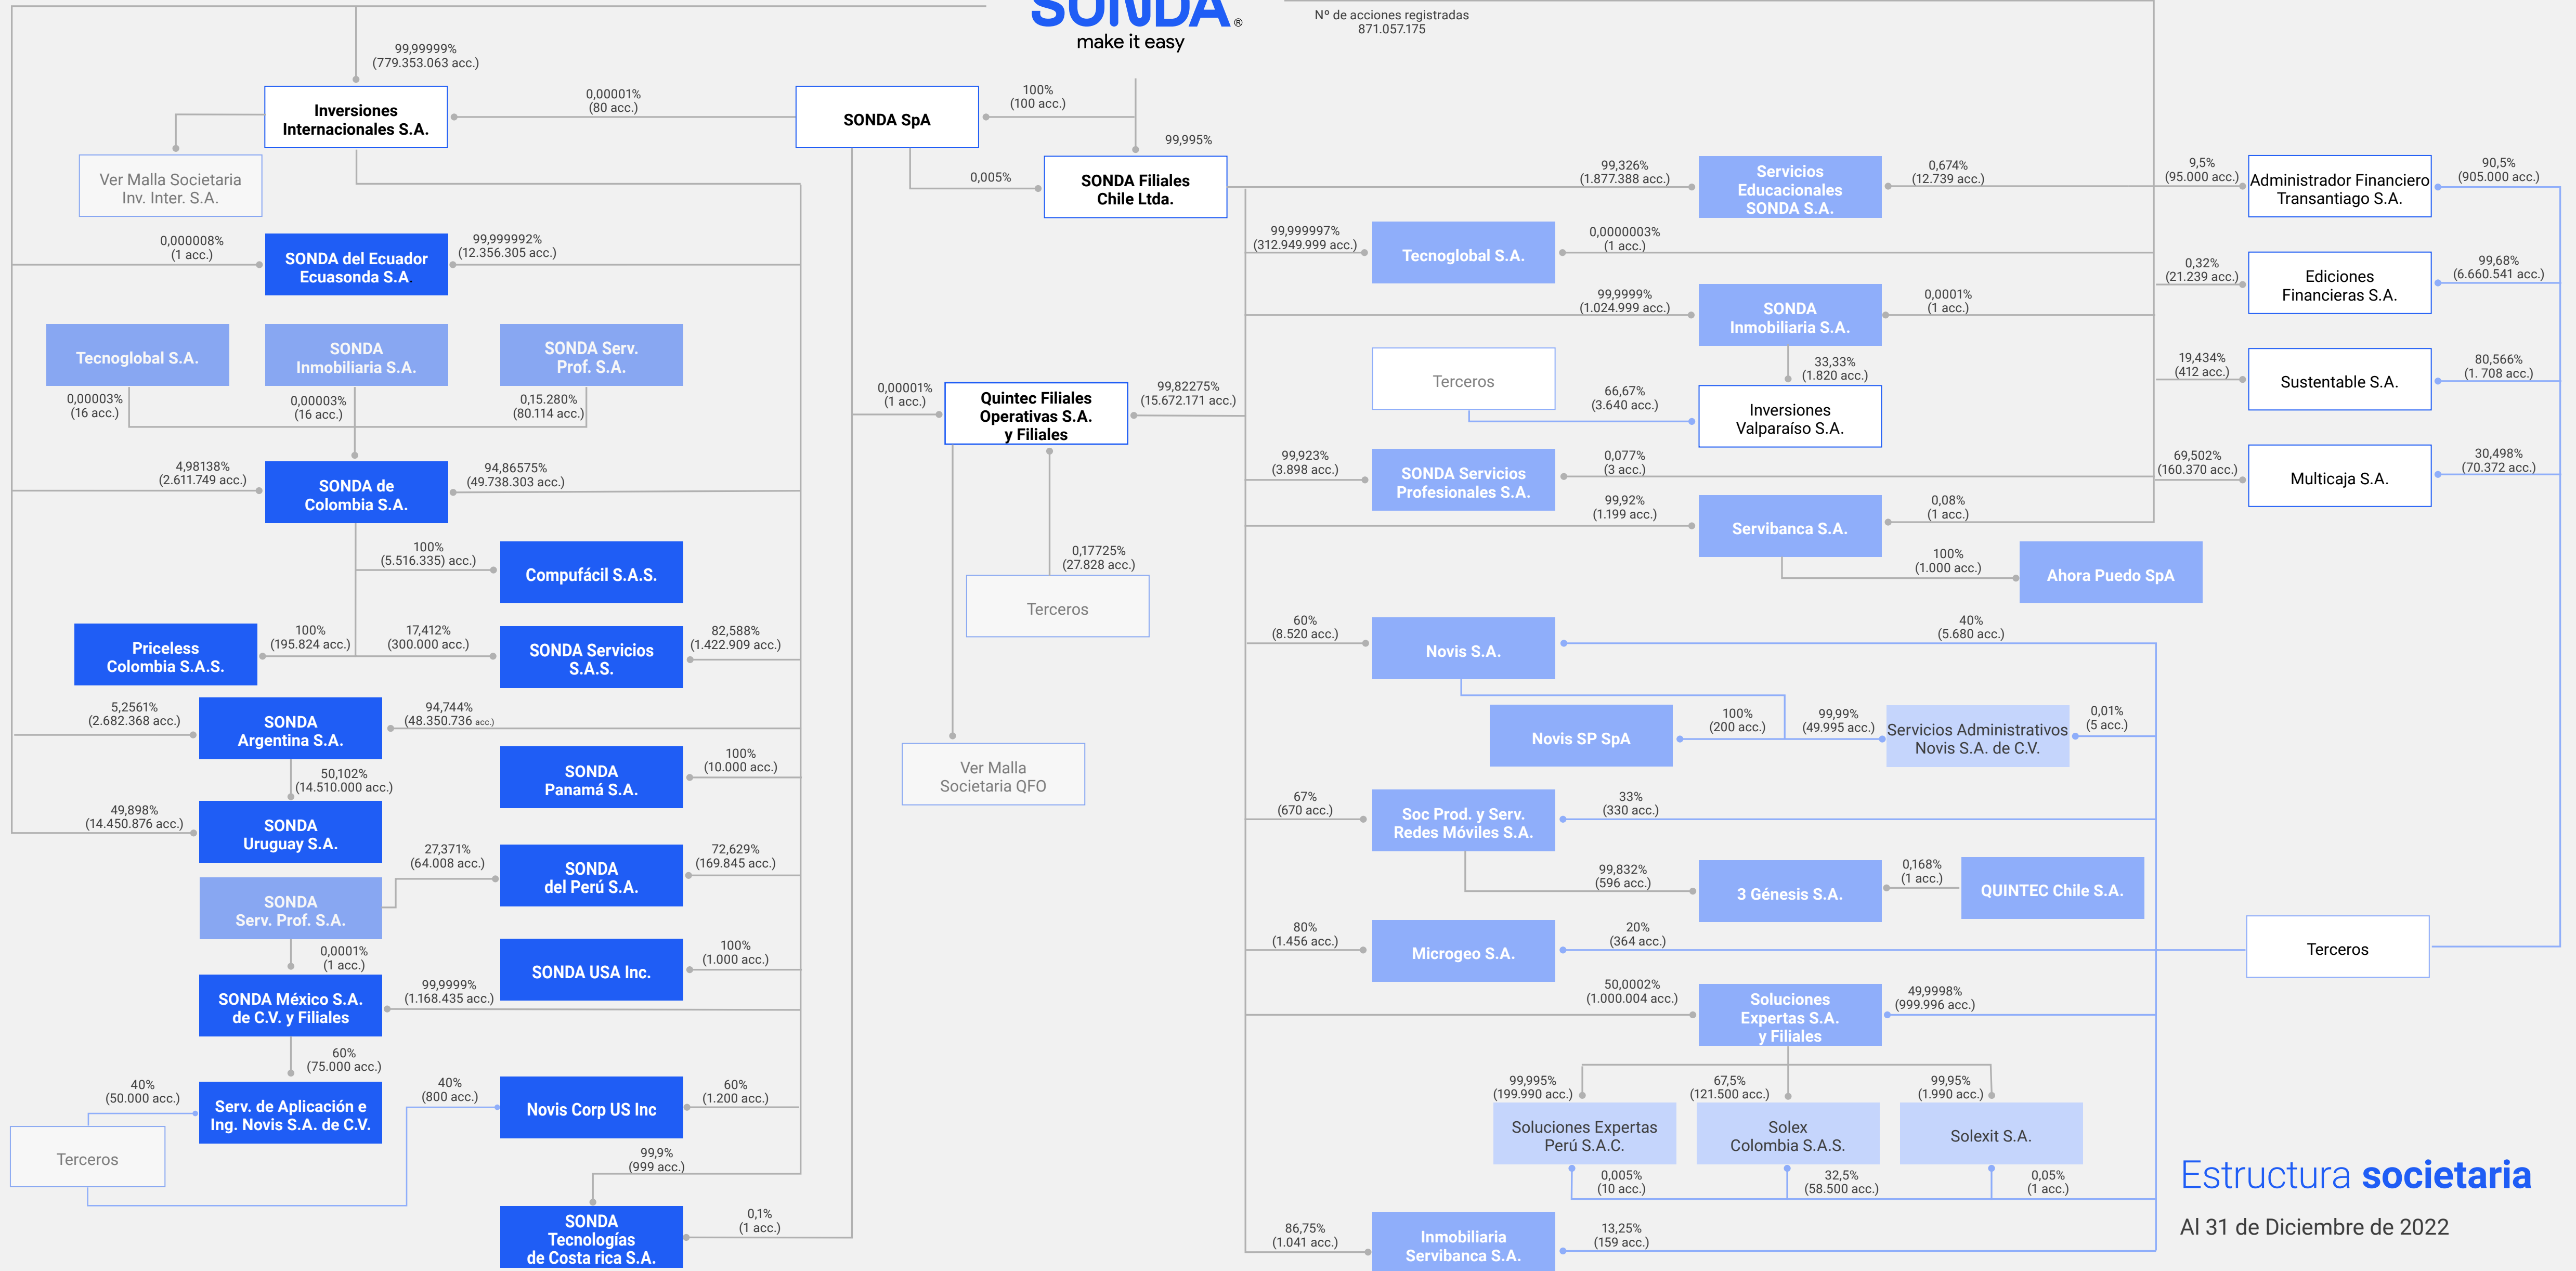 SONDA®
make it easy
Nº de acciones registradas
871.057.175
99,99999%
(779.353.063 acc.)
Inversiones
Internacionales S.A.
0,00001%
(80 acc.)
SONDA SpA
100%
(100 acc.)
99,995%
Ver Malla Societaria
Inv. Inter. S.A.
0,005%
SONDA Filiales
Chile Ltda.
99,326%
(1.877.388 acc.)
Servicios
Educacionales
SONDA S.A.
0,674%
(12.739 acc.)
9,5%
(95.000 acc.)
Administrador Financiero
Transantiago S.A.
90,5%
(905.000 acc.)
0,000008%
(1 acc.)
SONDA del Ecuador
Ecuasonda S.A.
99,999992%
(12.356.305 acc.)
99,999997%
(312.949.999 acc.)
Tecnoglobal S.A.
0,0000003%
(1 acc.)
0,32%
(21.239 acc.)
Ediciones
Financieras S.A.
99,68%
(6.660.541 acc.)
99,9999%
(1.024.999 acc.)
SONDA
Inmobiliaria S.A.
0,0001%
(1 acc.)
Tecnoglobal S.A.
SONDA
Inmobiliaria S.A.
SONDA Serv.
Prof. S.A.
0,00003%
(16 acc.)
0,00003%
(16 acc.)
0,15.280%
(80.114 acc.)
33,33%
(1.820 acc.)
19,434%
(412 acc.)
Sustentable S.A.
80,566%
(1. 708 acc.)
Terceros
66,67%
(3.640 acc.)
Inversiones
Valparaíso S.A.
0,00001%
(1 acc.)
Quintec Filiales
Operativas S.A.
y Filiales
99,82275%
(15.672.171 acc.)
4,98138%
(2.611.749 acc.)
SONDA de
Colombia S.A.
94,86575%
(49.738.303 acc.)
99,923%
(3.898 acc.)
SONDA Servicios
Profesionales S.A.
0,077%
(3 acc.)
69,502%
(160.370 acc.)
Multicaja S.A.
30,498%
(70.372 acc.)
99,92%
(1.199 acc.)
Servibanca S.A.
0,08%
(1 acc.)
100%
(5.516.335) acc.)
Compufácil S.A.S.
0,17725%
(27.828 acc.)
Terceros
100%
(1.000 acc.)
Ahora Puedo SpA
Priceless
Colombia S.A.S.
100%
(195.824 acc.)
17,412%
(300.000 acc.)
SONDA Servicios
S.A.S.
82,588%
(1.422.909 acc.)
60%
(8.520 acc.)
Novis S.A.
40%
(5.680 acc.)
5,2561%
(2.682.368 acc.)
SONDA
Argentina S.A.
94,744%
(48.350.736 acc.)
Novis SP SpA
100%
(200 acc.)
99,99%
(49.995 acc.)
Servicios Administrativos
Novis S.A. de C.V.
0,01%
(5 acc.)
SONDA
Panamá S.A.
100%
(10.000 acc.)
Ver Malla
Societaria QFO
50,102%
(14.510.000 acc.)
49,898%
(14.450.876 acc.)
SONDA
Uruguay S.A.
67%
(670 acc.)
Soc Prod. y Serv.
Redes Móviles S.A.
33%
(330 acc.)
27,371%
(64.008 acc.)
SONDA
del Perú S.A.
72,629%
(169.845 acc.)
99,832%
(596 acc.)
3 Génesis S.A.
0,168%
(1 acc.)
QUINTEC Chile S.A.
SONDA
Serv. Prof. S.A.
0,0001%
(1 acc.)
SONDA USA Inc.
100%
(1.000 acc.)
80%
(1.456 acc.)
Microgeo S.A.
20%
(364 acc.)
Terceros
SONDA México S.A.
de C.V. y Filiales
99,9999%
(1.168.435 acc.)
50,0002%
(1.000.004 acc.)
Soluciones
Expertas S.A.
y Filiales
49,9998%
(999.996 acc.)
60%
(75.000 acc.)
40%
(50.000 acc.)
Serv. de Aplicación e
Ing. Novis S.A. de C.V.
40%
(800 acc.)
Novis Corp US Inc
60%
(1.200 acc.)
Terceros
99,995%
(199.990 acc.)
67,5%
(121.500 acc.)
99,95%
(1.990 acc.)
Soluciones Expertas
Perú S.A.C.
Solex
Colombia S.A.S.
Solexit S.A.
0,005%
(10 acc.)
32,5%
(58.500 acc.)
0,05%
(1 acc.)
99,9%
(999 acc.)
SONDA
Tecnologías
de Costa rica S.A.
0,1%
(1 acc.)
86,75%
(1.041 acc.)
Inmobiliaria
Servibanca S.A.
13,25%
(159 acc.)
Estructura societaria
Al 31 de Diciembre de 2022